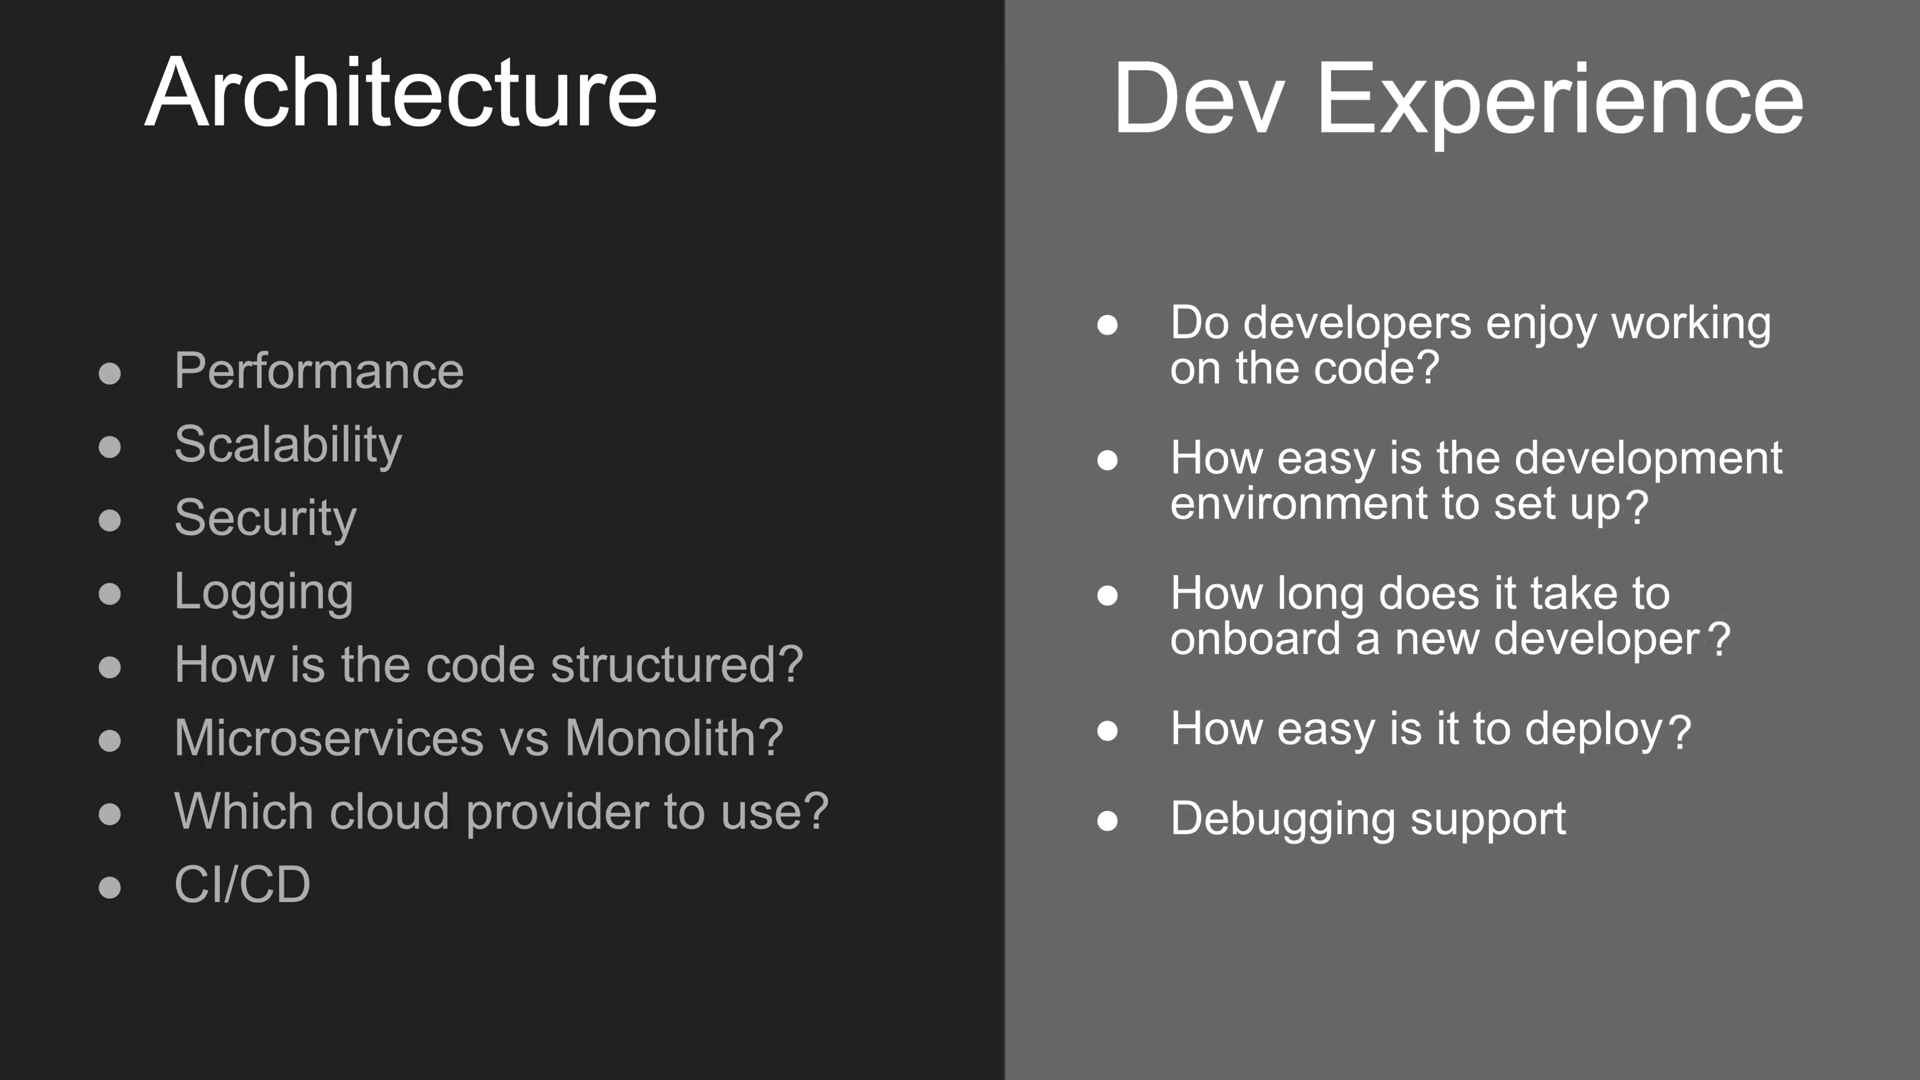 Architecture
● Performance
● Scalability
● Security
● Logging
● How is the code structured?
● Microservices vs Monolith?
● Which cloud provider to use?
● CI/CD
Dev Experience
● Do developers enjoy working
on the code?
● How easy is the development
environment to set up?
● How long does it take to
onboard a new developer?
● How easy is it to deploy?
● Debugging support